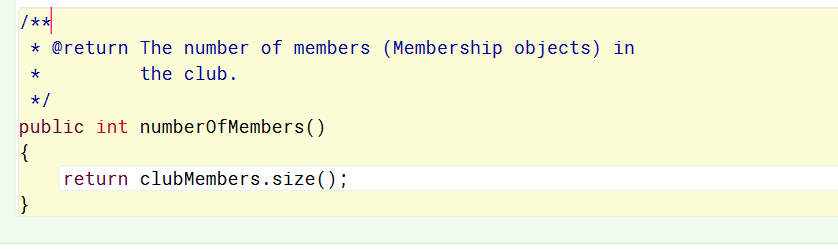 /**
 * @return The number of members (Membership objects) in
 *         the club.
 */
public int numberOfMembers()
{
    return clubMembers.size();
}